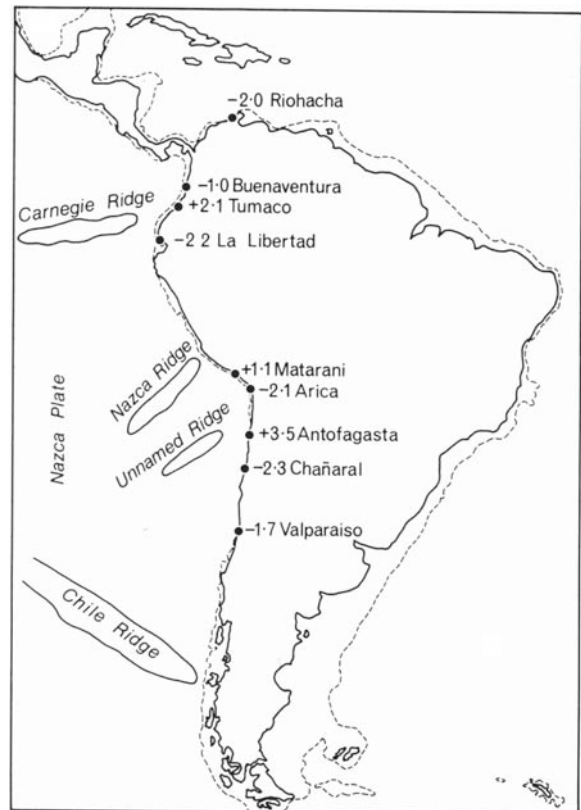 -2·0 Riohacha
-1·0 Buenaventura
Carnegie Ridge
+2·1 Tumaco
-2 2 La Libertad
Nazca Ridge
+1·1 Matarani
-2·1 Arica
Nazca Plate
Unnamed Ridge
+3·5 Antofagasta
-2·3 Chañaral
-1·7 Valparaiso
Chile Ridge